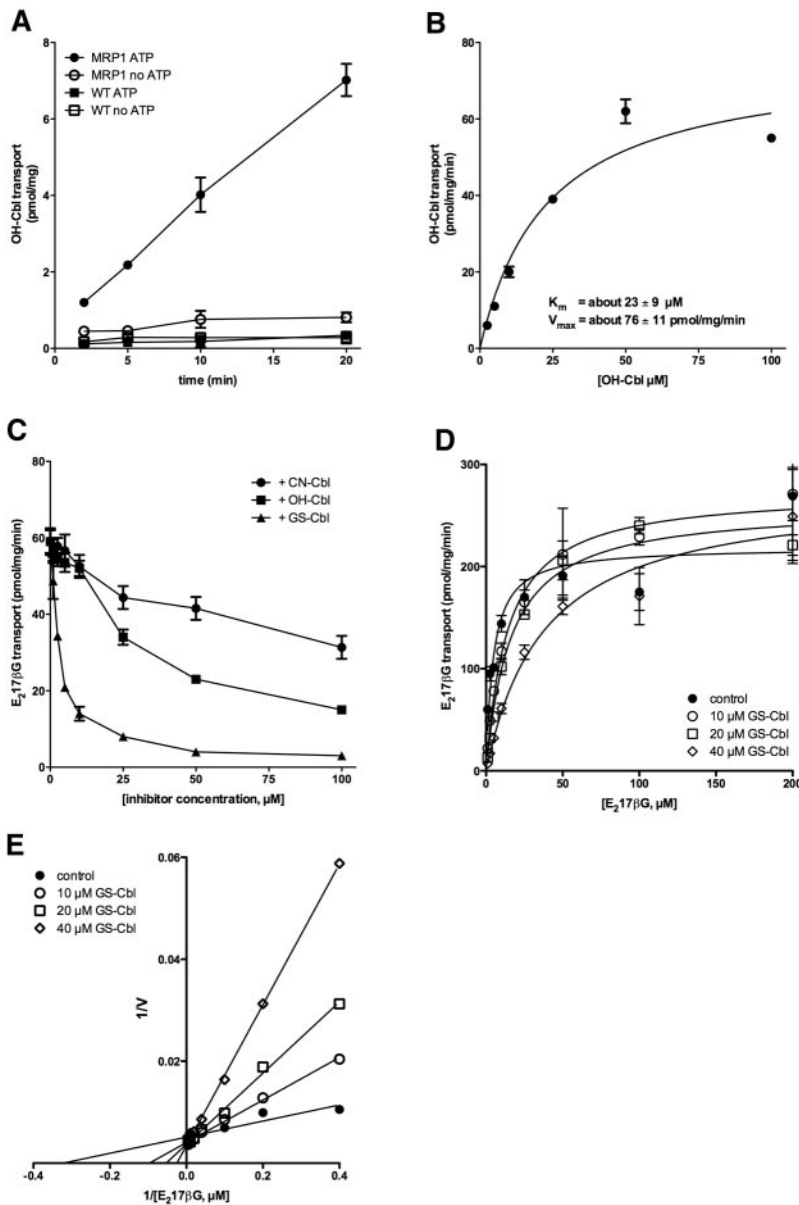 A
MRP1 ATP
MRP1 no ATP
WT ATP
WT no ATP
OH-Cbl transport
(pmol/mg)
8
6
4
2
0
0
5
10
15
20
time (min)
B
OH-Cbl transport
(pmol/mg/min)
80
60
40
20
0
0
25
50
75
100
Km = about 23 ± 9 µM
Vmax = about 76 ± 11 pmol/mg/min
[OH-Cbl µM]
C
+ CN-Cbl
+ OH-Cbl
+ GS-Cbl
E₂17βG transport (pmol/mg/min)
80
60
40
20
0
0
25
50
75
100
[inhibitor concentration, µM]
D
E₂17βG transport (pmol/mg/min)
300
200
100
0
control
10 µM GS-Cbl
20 µM GS-Cbl
40 µM GS-Cbl
0
50
100
150
200
[E₂17βG, µM]
E
control
10 µM GS-Cbl
20 µM GS-Cbl
40 µM GS-Cbl
1/V
0.06
0.04
0.02
-0.4
-0.2
0.0
0.2
0.4
1/[E₂17βG, µM]